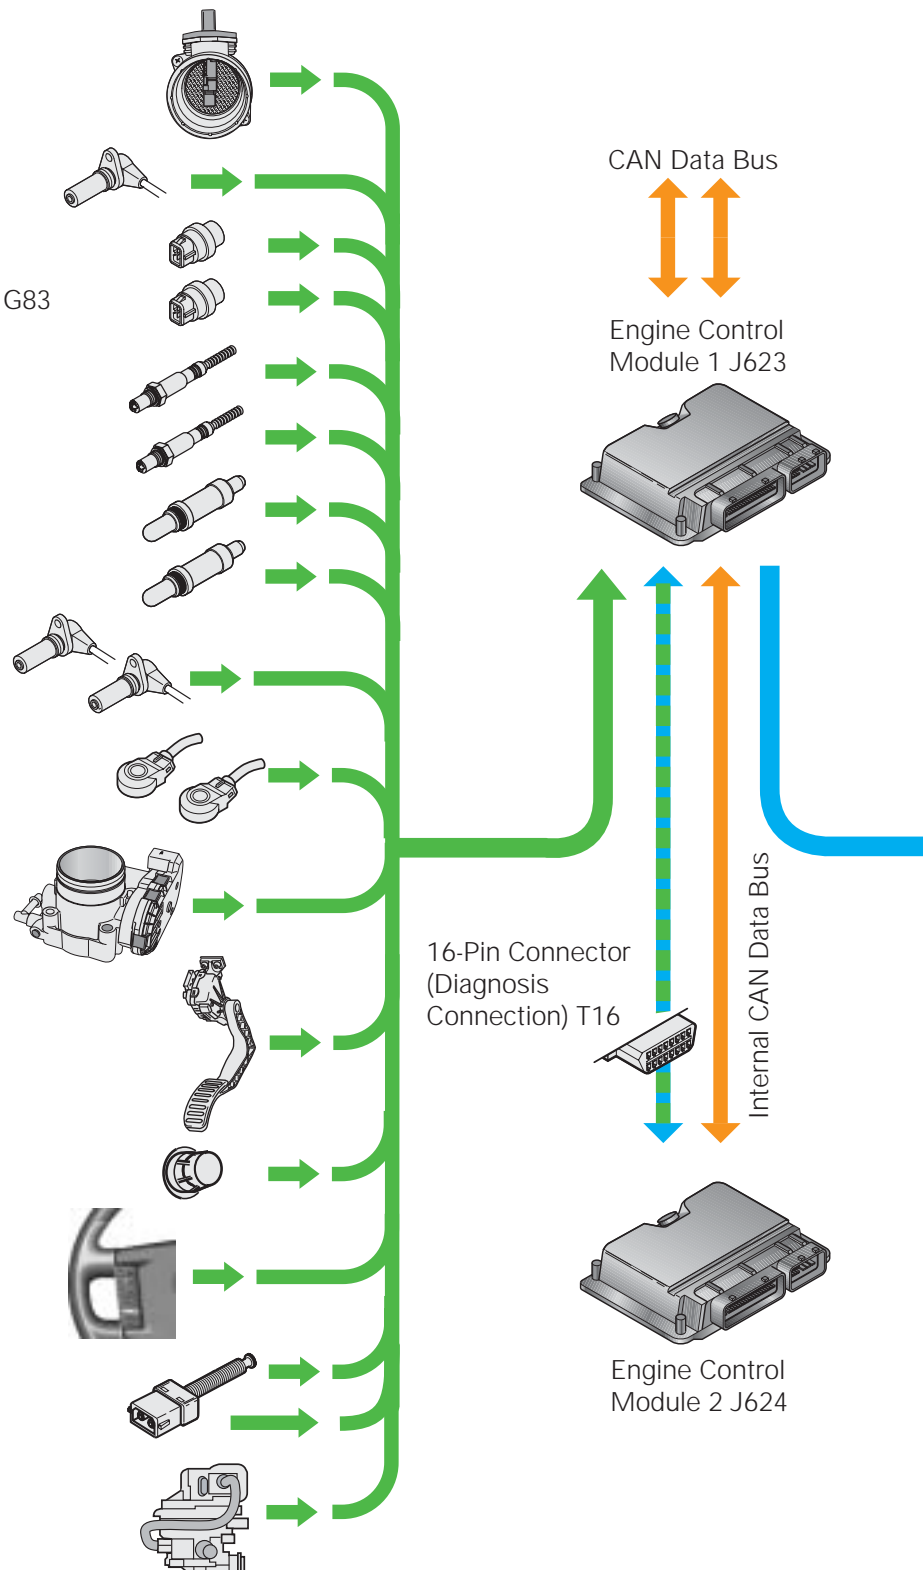 CAN Data Bus
G83
Engine Control
Module 1 J623
16-Pin Connector
(Diagnosis
Connection) T16
Internal CAN Data Bus
Engine Control
Module 2 J624